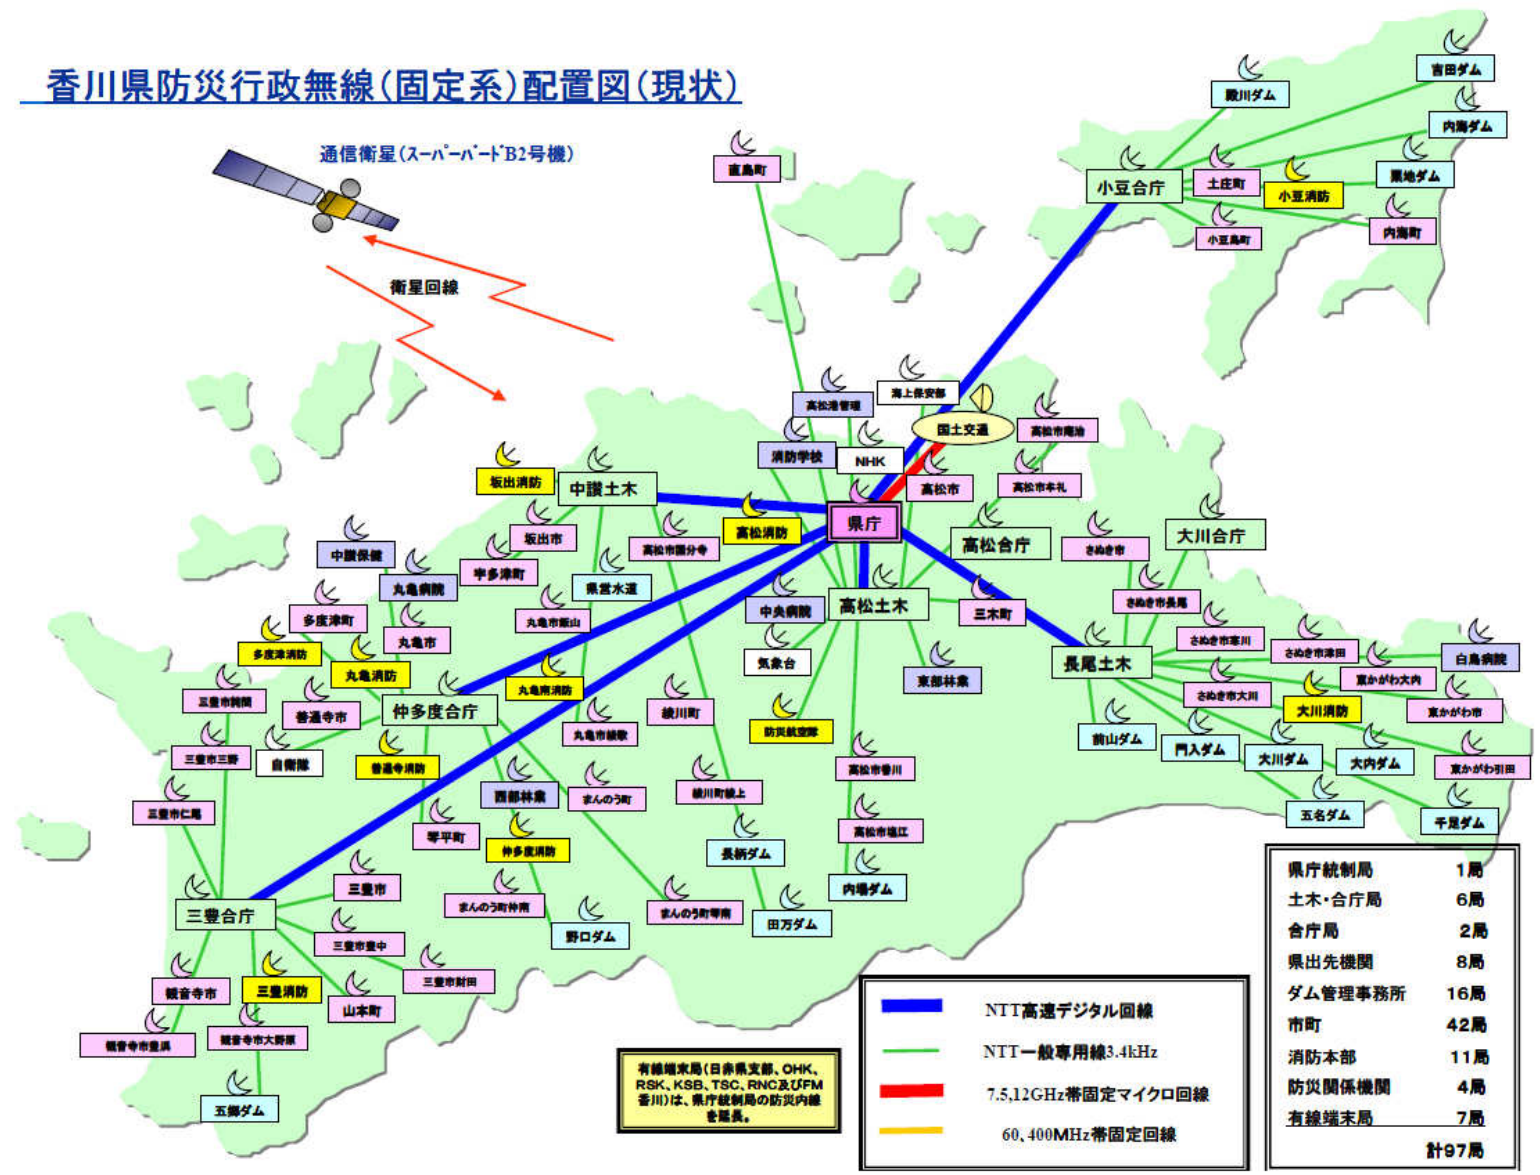 香川県防災行政無線(固定系)配置図(現状)
通信衛星(スーパーバードB2号機)
衛星回線
吉田ダム
殿川ダム
内海ダム
直島町
粟地ダム
小豆合庁
土庄町
小豆消防
内海町
小豆島町
海上保安部
高松港管理
国土交通
高松市庵治
消防学校
NHK
坂出消防
中讃土木
高松市
高松市牟礼
県庁
高松消防
坂出市
高松市国分寺
高松合庁
さぬき市
大川合庁
中讃保健
宇多津町
丸亀病院
県営水道
中央病院
高松土木
三木町
さぬき市長尾
多度津町
丸亀市飯山
丸亀市
さぬき市寒川
さぬき市津田
多度津消防
気象台
長尾土木
白鳥病院
丸亀消防
丸亀南消防
東部林業
東かがわ大内
三豊市詫間
善通寺市
仲多度合庁
綾川町
さぬき市大川
大川消防
東かがわ市
丸亀市綾歌
防災航空隊
前山ダム
門入ダム
三豊市三野
自衛隊
善通寺消防
高松市香川
大川ダム
大内ダム
東かがわ引田
西部林業
まんのう町
綾川町綾上
三豊市仁尾
五名ダム
千足ダム
琴平町
仲多度消防
高松市塩江
長柄ダム
三豊市
内場ダム
三豊合庁
まんのう町仲南
まんのう町琴南
田万ダム
野口ダム
三豊市豊中
三豊市財田
観音寺市
三豊消防
山本町
観音寺市豊浜
観音寺市大野原
五郷ダム
有線端末局(日赤県支部、OHK、
RSK、KSB、TSC、RNC及びFM
香川)は、県庁統制局の防災内線
を延長。
NTT高速デジタル回線
NTT一般専用線3.4kHz
7.5,12GHz帯固定マイクロ回線
60、400MHz帯固定回線
県庁統制局 1局
土木・合庁局 6局
合庁局 2局
県出先機関 8局
ダム管理事務所 16局
市町 42局
消防本部 11局
防災関係機関 4局
有線端末局 7局
計97局